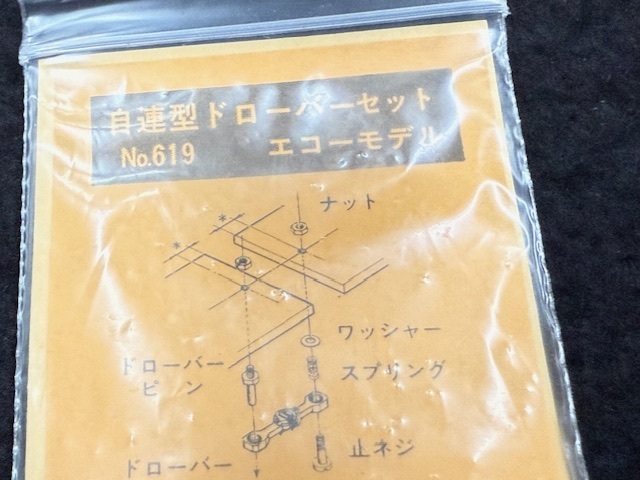 自連型ドローバーセット
No.619 エコーモデル
ナット
*
*
ワッシャー
ドローバー
ピン
スプリング
ドローバー
止ネジ